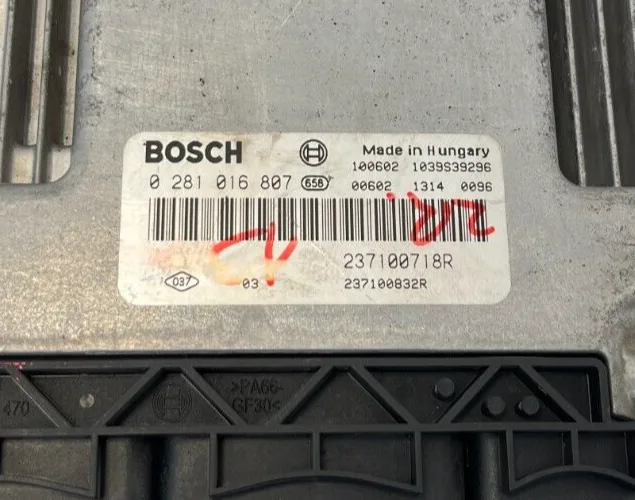 BOSCH
Made in Hungary
100602 1039S39296
0 281 016 807 658
00602 1314 0096
237100718R
037 03
237100832R
470
>PA66-
GF30<